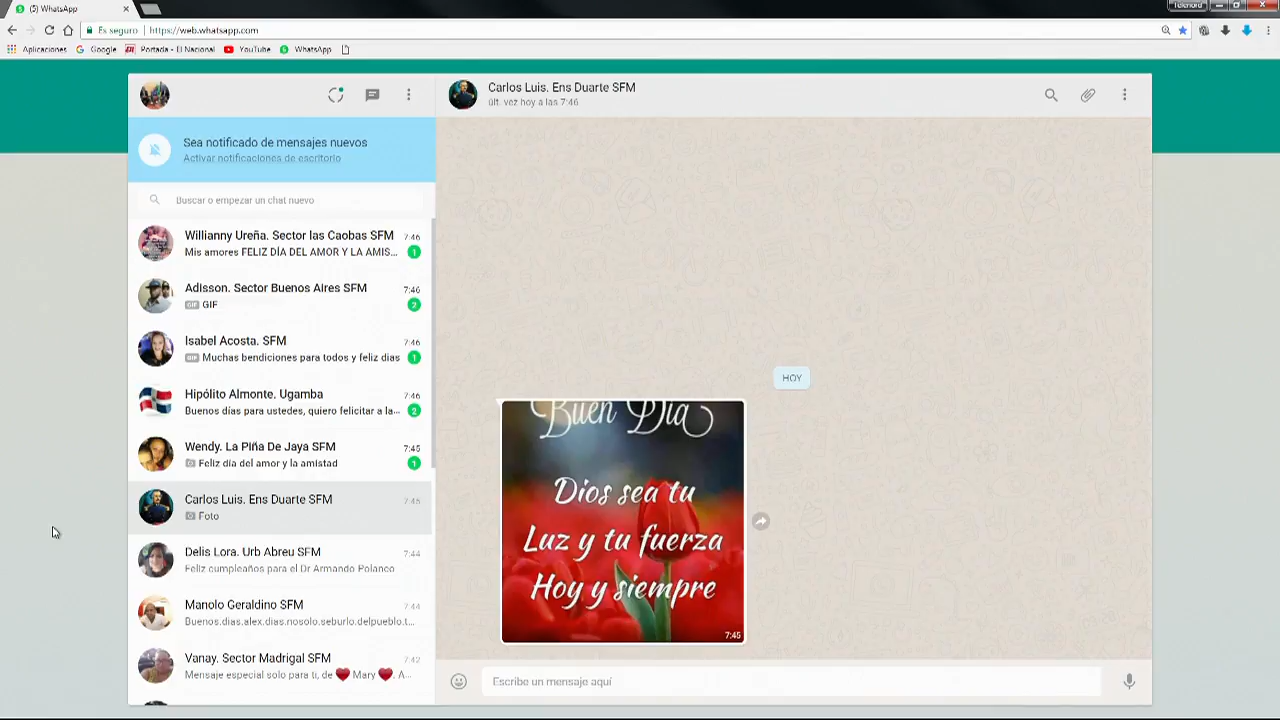 (5) WhatsApp
Telenord
Es seguro
https://web.whatsapp.com
Aplicaciones
Google
Portada - El Nacional
YouTube
WhatsApp
Sea notificado de mensajes nuevos
Activar notificaciones de escritorio
Buscar o empezar un chat nuevo
Willianny Ureña. Sector las Caobas SFM
7:46
Mis amores FELIZ DÍA DEL AMOR Y LA AMIS...
1
Adisson. Sector Buenos Aires SFM
7:46
GIF GIF
2
Isabel Acosta. SFM
7:46
GIF Muchas bendiciones para todos y feliz dias
1
Hipólito Almonte. Ugamba
7:46
Buenos días para ustedes, quiero felicitar a la...
2
Wendy. La Piña De Jaya SFM
7:45
Feliz día del amor y la amistad
1
Carlos Luis. Ens Duarte SFM
7:45
Foto
Delis Lora. Urb Abreu SFM
7:44
Feliz cumpleaños para el Dr Armando Polanco
Manolo Geraldino SFM
7:44
Buenos.dias.alex.dias.nosolo.seburlo.delpueblo.t...
Vanay. Sector Madrigal SFM
7:42
Mensaje especial solo para ti, de ❤ Mary ❤. A...
Carlos Luis. Ens Duarte SFM
últ. vez hoy a las 7:46
HOY
Buen Día
Dios sea tu
Luz y tu fuerza
Hoy y siempre
7:45
Escribe un mensaje aquí